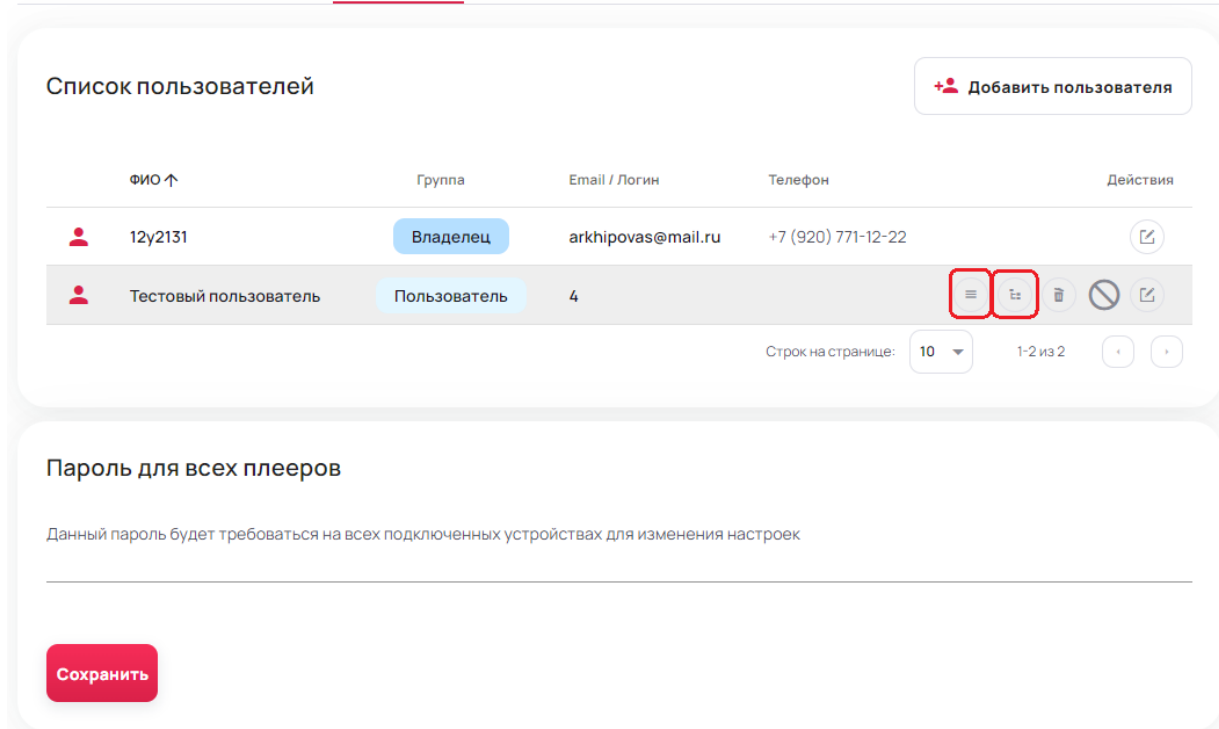 Список пользователей
Добавить пользователя
ФИО Группа Email / Логин Телефон Действия
12y2131 Владелец arkhipovas@mail.ru +7 (920) 771-12-22
Тестовый пользователь Пользователь 4
Строк на странице: 10 1-2 из 2
Пароль для всех плееров
Данный пароль будет требоваться на всех подключенных устройствах для изменения настроек
Сохранить